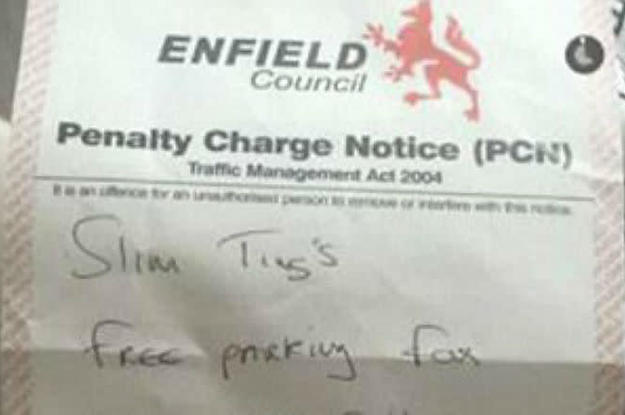 ENFIELD
Council
Penalty Charge Notice (PCN)
Traffic Management Act 2004
It is an offence for an unauthorised person to remove or interfere with this notice
Slim Ting's
free parking fax